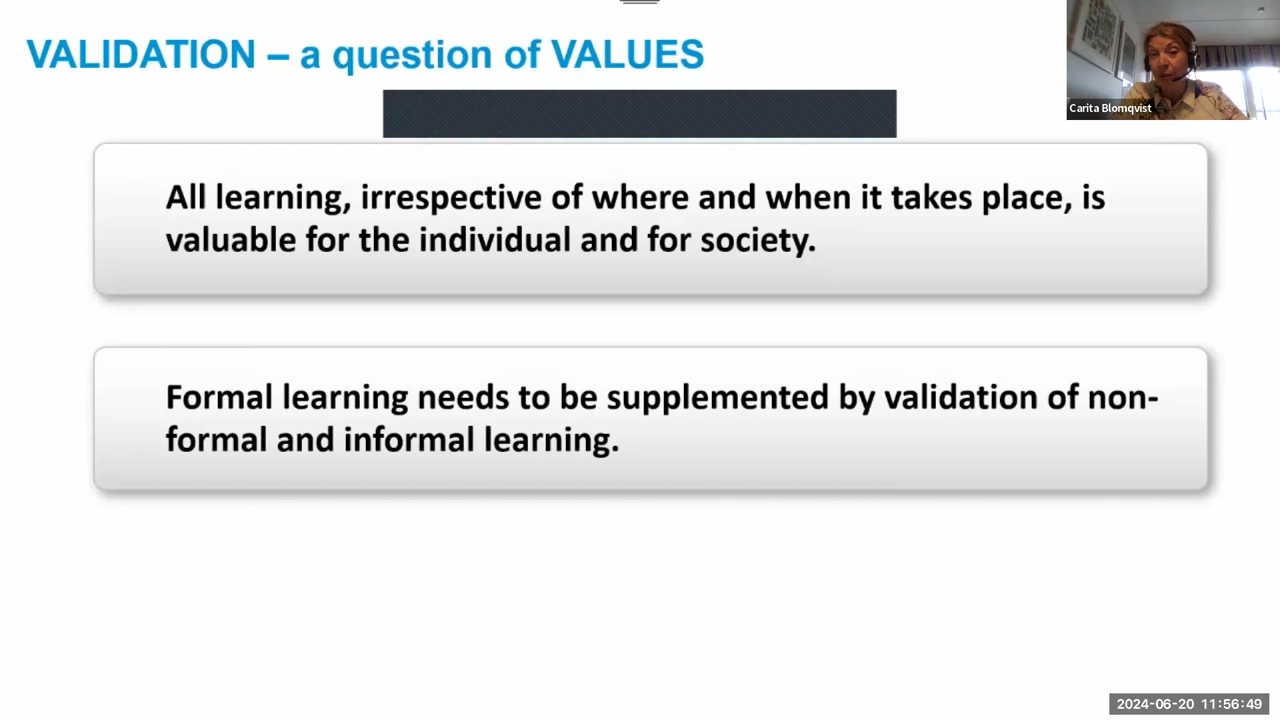 VALIDATION – a question of VALUES
Carita Blomqvist
All learning, irrespective of where and when it takes place, is
valuable for the individual and for society.
Formal learning needs to be supplemented by validation of non-
formal and informal learning.
2024-06-20 11:56:49